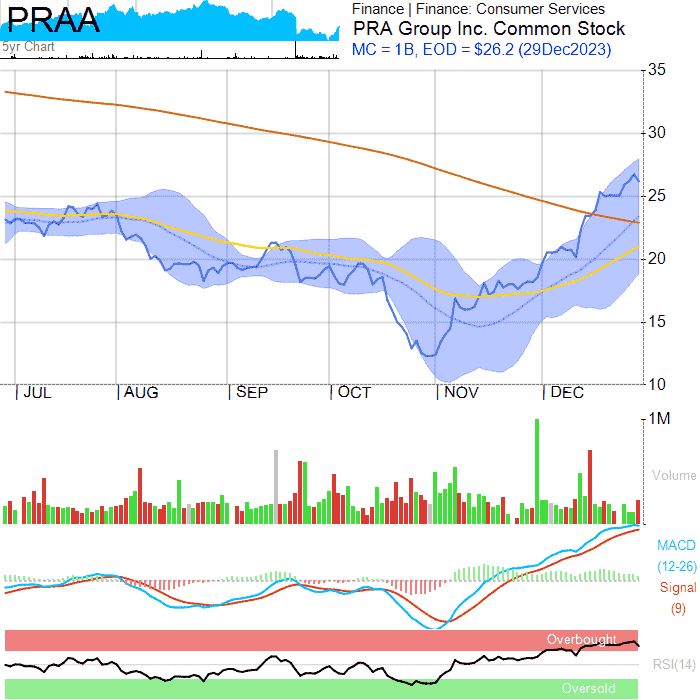 PRAA
5yr Chart
Finance | Finance: Consumer Services
PRA Group Inc. Common Stock
MC = 1B, EOD = $26.2 (29Dec2023)
35
30
25
20
15
10
JUL
AUG
SEP
OCT
NOV
DEC
1M
Volume
MACD
(12-26)
Signal
(9)
Overbought
RSI(14)
Oversold